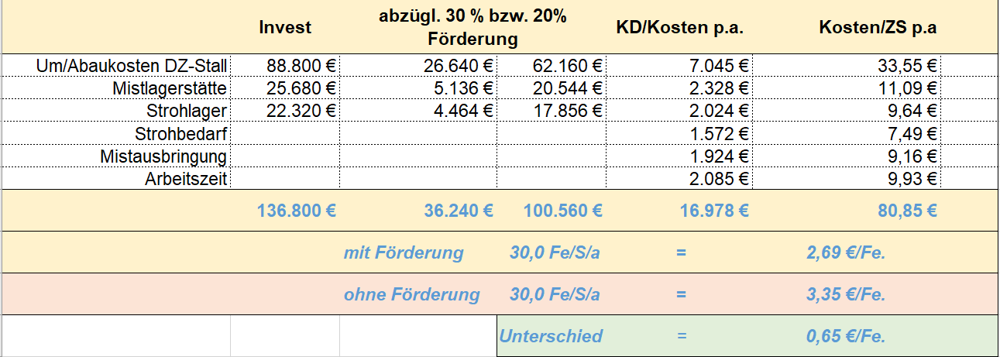 Invest abzügl. 30 % bzw. 20% Förderung KD/Kosten p.a. Kosten/ZS p.a
Um/Abaukosten DZ-Stall 88.800 € 26.640 € 62.160 € 7.045 € 33,55 €
Mistlagerstätte 25.680 € 5.136 € 20.544 € 2.328 € 11,09 €
Strohlager 22.320 € 4.464 € 17.856 € 2.024 € 9,64 €
Strohbedarf 1.572 € 7,49 €
Mistausbringung 1.924 € 9,16 €
Arbeitszeit 2.085 € 9,93 €
136.800 € 36.240 € 100.560 € 16.978 € 80,85 €
mit Förderung 30,0 Fe/S/a = 2,69 €/Fe.
ohne Förderung 30,0 Fe/S/a = 3,35 €/Fe.
Unterschied = 0,65 €/Fe.